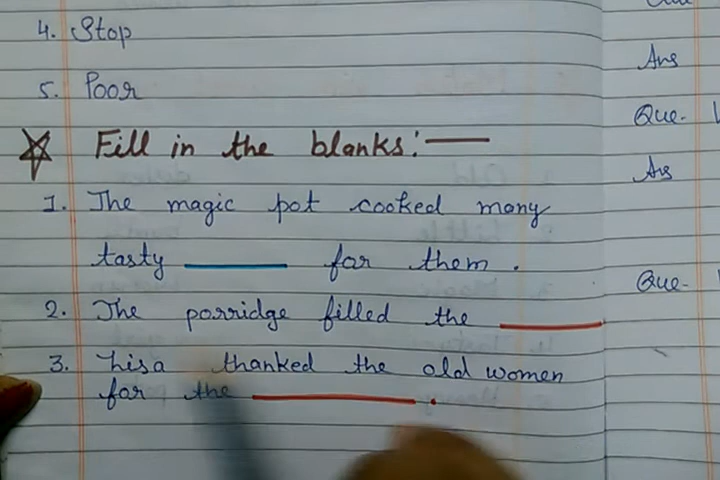 4. Stop
5. Poor
Fill in the blanks:—
1. The magic pot cooked many
tasty ______ for them.
2. The porridge filled the ______
3. Lisa thanked the old women
for the ______.
Ans
Que-
Ans
Que-